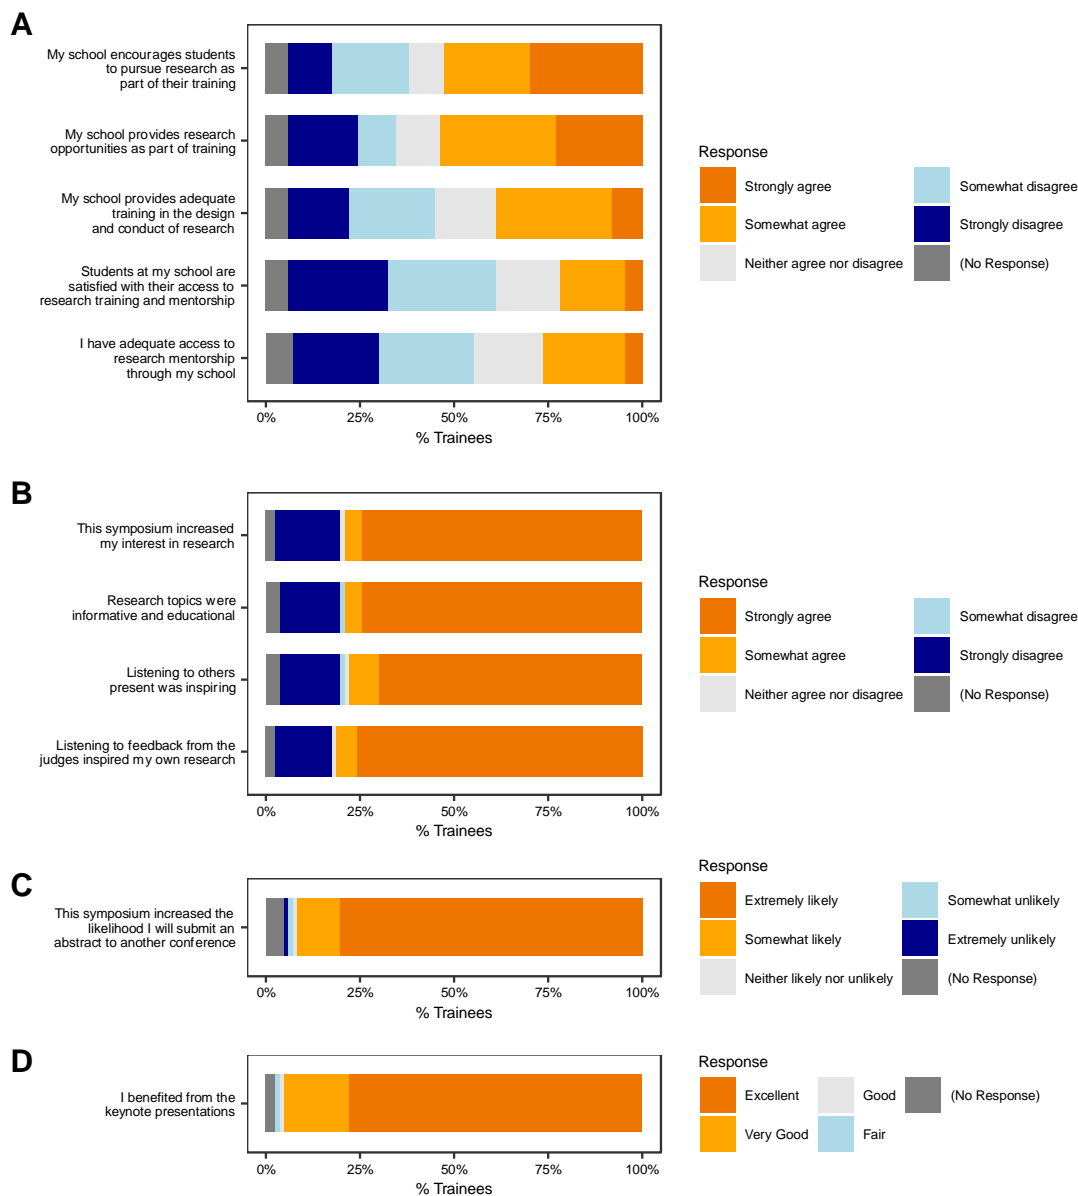 A
My school encourages students
to pursue research as
part of their training
My school provides research
opportunities as part of training
My school provides adequate
training in the design
and conduct of research
Students at my school are
satisfied with their access to
research training and mentorship
I have adequate access to
research mentorship
through my school
0% 25% 50% 75% 100%
% Trainees
Response
Strongly agree Somewhat disagree
Somewhat agree Strongly disagree
Neither agree nor disagree (No Response)
B
This symposium increased
my interest in research
Research topics were
informative and educational
Listening to others
present was inspiring
Listening to feedback from the
judges inspired my own research
0% 25% 50% 75% 100%
% Trainees
Response
Strongly agree Somewhat disagree
Somewhat agree Strongly disagree
Neither agree nor disagree (No Response)
C
This symposium increased the
likelihood I will submit an
abstract to another conference
0% 25% 50% 75% 100%
% Trainees
Response
Extremely likely Somewhat unlikely
Somewhat likely Extremely unlikely
Neither likely nor unlikely (No Response)
D
I benefited from the
keynote presentations
0% 25% 50% 75% 100%
% Trainees
Response
Excellent Good (No Response)
Very Good Fair